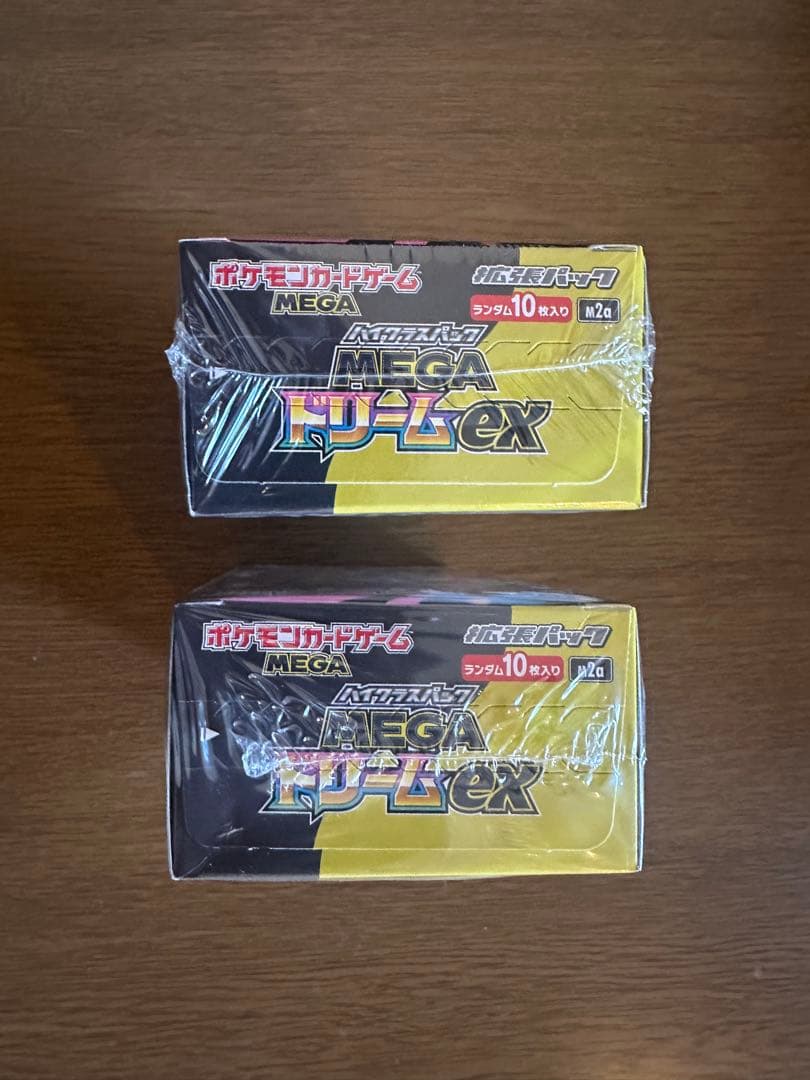 ポケモンカードゲーム
MEGA
拡張パック
ランダム10枚入り M2a
ハイクラスパック
MEGA
ドリームex
ポケモンカードゲーム
MEGA
拡張パック
ランダム10枚入り M2a
ハイクラスパック
MEGA
ドリームex